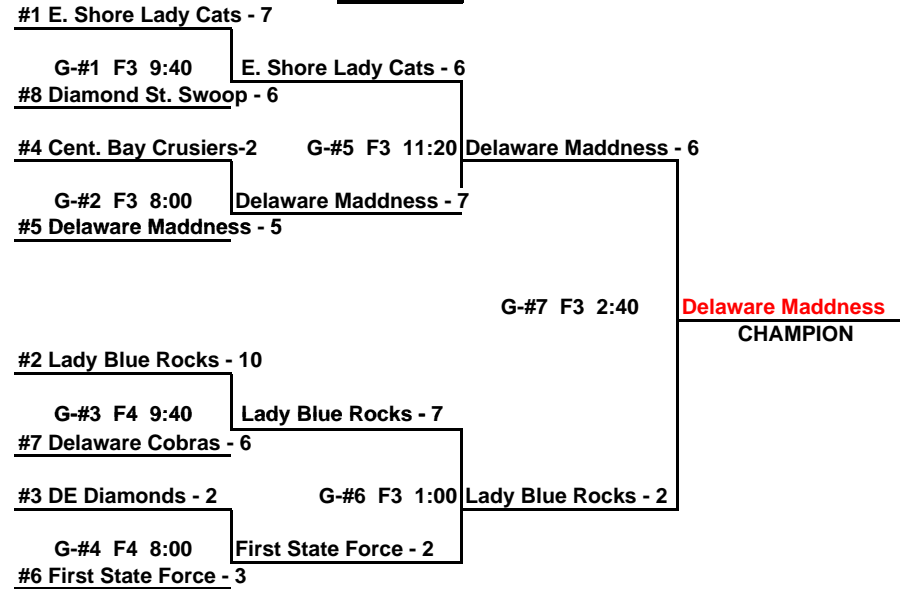 #1 E. Shore Lady Cats - 7
G-#1 F3 9:40 E. Shore Lady Cats - 6
#8 Diamond St. Swoop - 6
#4 Cent. Bay Crusiers-2 G-#5 F3 11:20 Delaware Maddness - 6
G-#2 F3 8:00 Delaware Maddness - 7
#5 Delaware Maddness - 5
G-#7 F3 2:40 Delaware Maddness
CHAMPION
#2 Lady Blue Rocks - 10
G-#3 F4 9:40 Lady Blue Rocks - 7
#7 Delaware Cobras - 6
#3 DE Diamonds - 2 G-#6 F3 1:00 Lady Blue Rocks - 2
G-#4 F4 8:00 First State Force - 2
#6 First State Force - 3